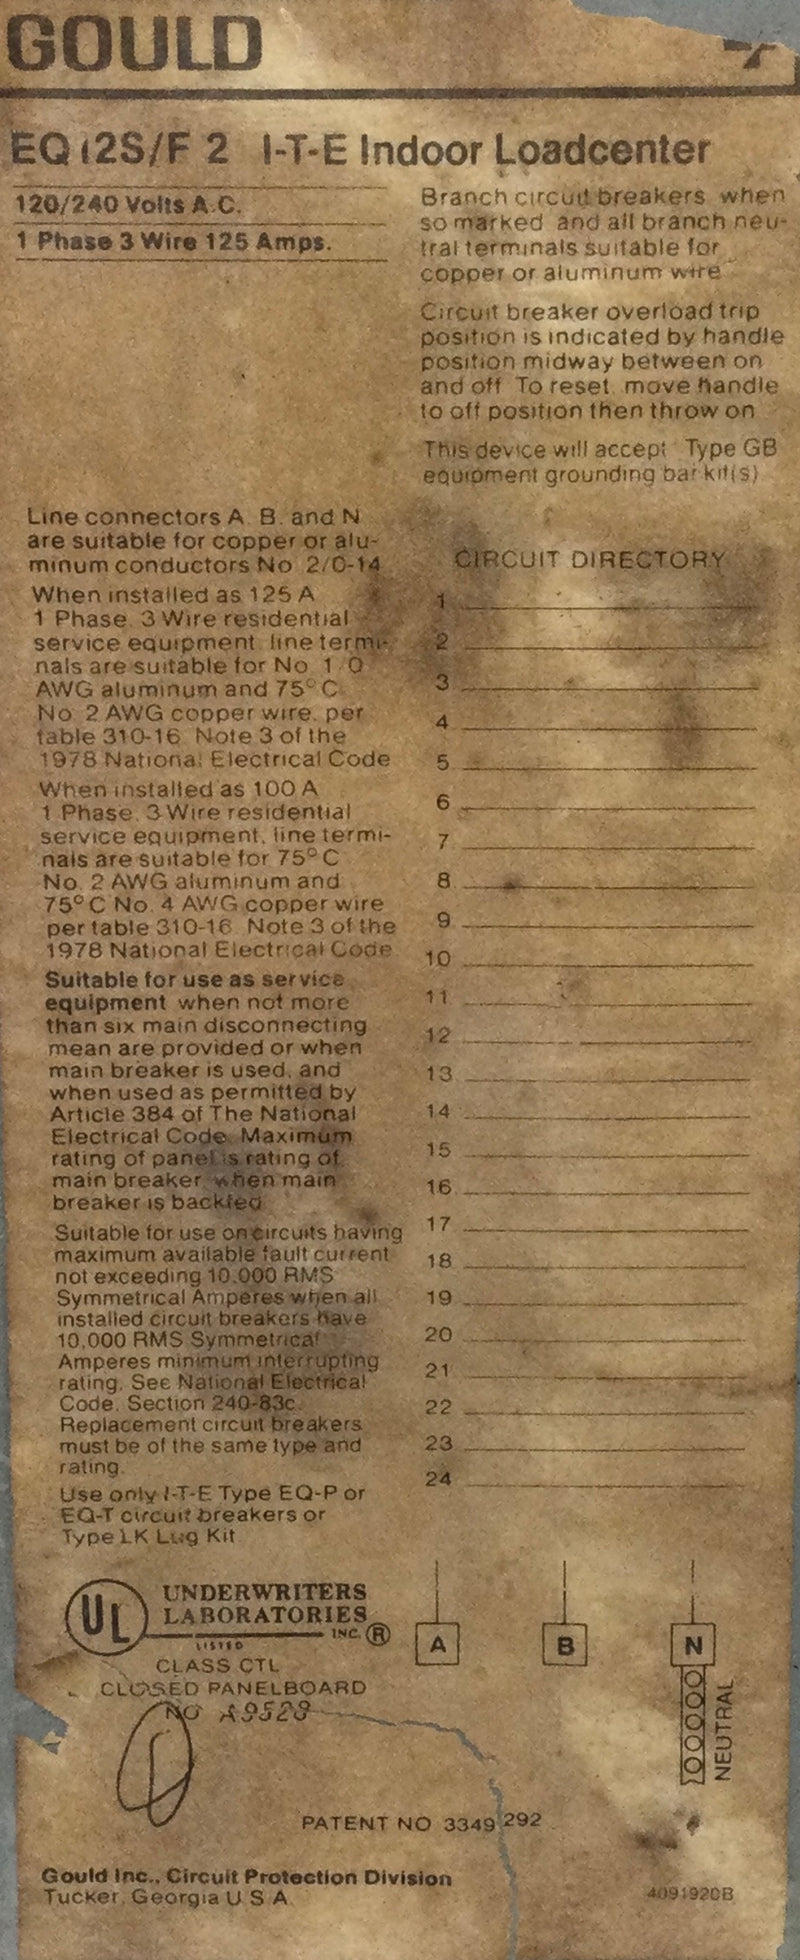 GOULD
EQ12S/F 2 I-T-E Indoor Loadcenter
120/240 Volts A.C.
1 Phase 3 Wire 125 Amps.
Branch circuit breakers when
so marked and all branch neu-
tral terminals suitable for
copper or aluminum wire
Circuit breaker overload trip
position is indicated by handle
position midway between on
and off To reset move handle
to off position then throw on
This device will accept Type GB
equipment grounding bar kit(s)
Line connectors A. B. and N
are suitable for copper or alu-
minum conductors No 2/0-14
When installed as 125 A
1 Phase. 3 Wire residential
service equipment line termi-
nals are suitable for No 1/0
AWG aluminum and 75° C
No 2 AWG copper wire. per
table 310-16 Note 3 of the
1978 National Electrical Code
When installed as 100 A
1 Phase. 3 Wire residential
service equipment. line termi-
nals are suitable for 75° C
No. 2 AWG aluminum and
75° C No. 4 AWG copper wire
per table 310-16 Note 3 of the
1978 National Electrical Code
Suitable for use as service
equipment when not more
than six main disconnecting
mean are provided or when
main breaker is used, and
when used as permitted by
Article 384 of The National
Electrical Code. Maximum
rating of panel is rating of
main breaker when main
breaker is backfed
Suitable for use on circuits having
maximum available fault current
not exceeding 10,000 RMS
Symmetrical Amperes when all
installed circuit breakers have
10,000 RMS Symmetrical
Amperes minimum interrupting
rating. See National Electrical
Code. Section 240-83c.
Replacement circuit breakers
must be of the same type and
rating.
Use only I-T-E Type EQ-P or
EQ-T circuit breakers or
Type LK Lug Kit
CIRCUIT DIRECTORY
1
2
3
4
5
6
7
8
9
10
11
12
13
14
15
16
17
18
19
20
21
22
23
24
UL
UNDERWRITERS
LABORATORIES
INC. ®
LISTED
CLASS CTL
CLOSED PANELBOARD
NO A9528
A
B
N
NEUTRAL
PATENT NO 3349292
Gould Inc., Circuit Protection Division
Tucker, Georgia U S A
409192CB